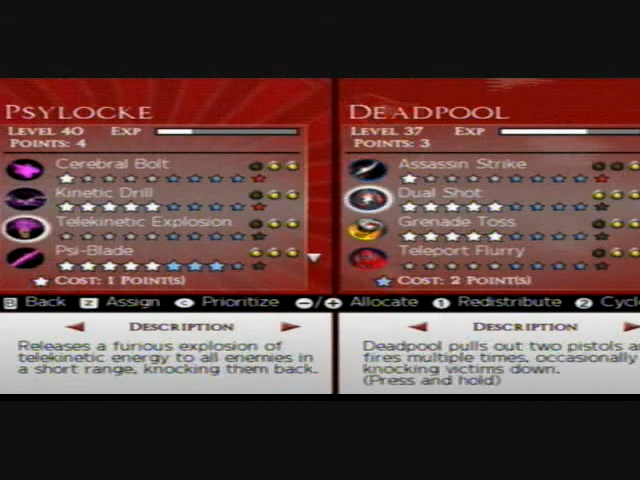 PSYLOCKE
LEVEL 40 EXP
POINTS: 4
CEREBRAL BOLT
KINETIC DRILL
TELEKINETIC EXPLOSION
PSI-BLADE
COST: 1 POINT(S)
DEADPOOL
LEVEL 37 EXP
POINTS: 3
ASSASSIN STRIKE
DUAL SHOT
GRENADE TOSS
TELEPORT FLURRY
COST: 2 POINT(S)
B Back Z Assign C Prioritize -/+ Allocate 1 Redistribute 2 Cycl
DESCRIPTION
Releases a furious explosion of
telekinetic energy to all enemies in
a short range, knocking them back.
DESCRIPTION
Deadpool pulls out two pistols a
fires multiple times, occasionally
knocking victims down.
(Press and hold)